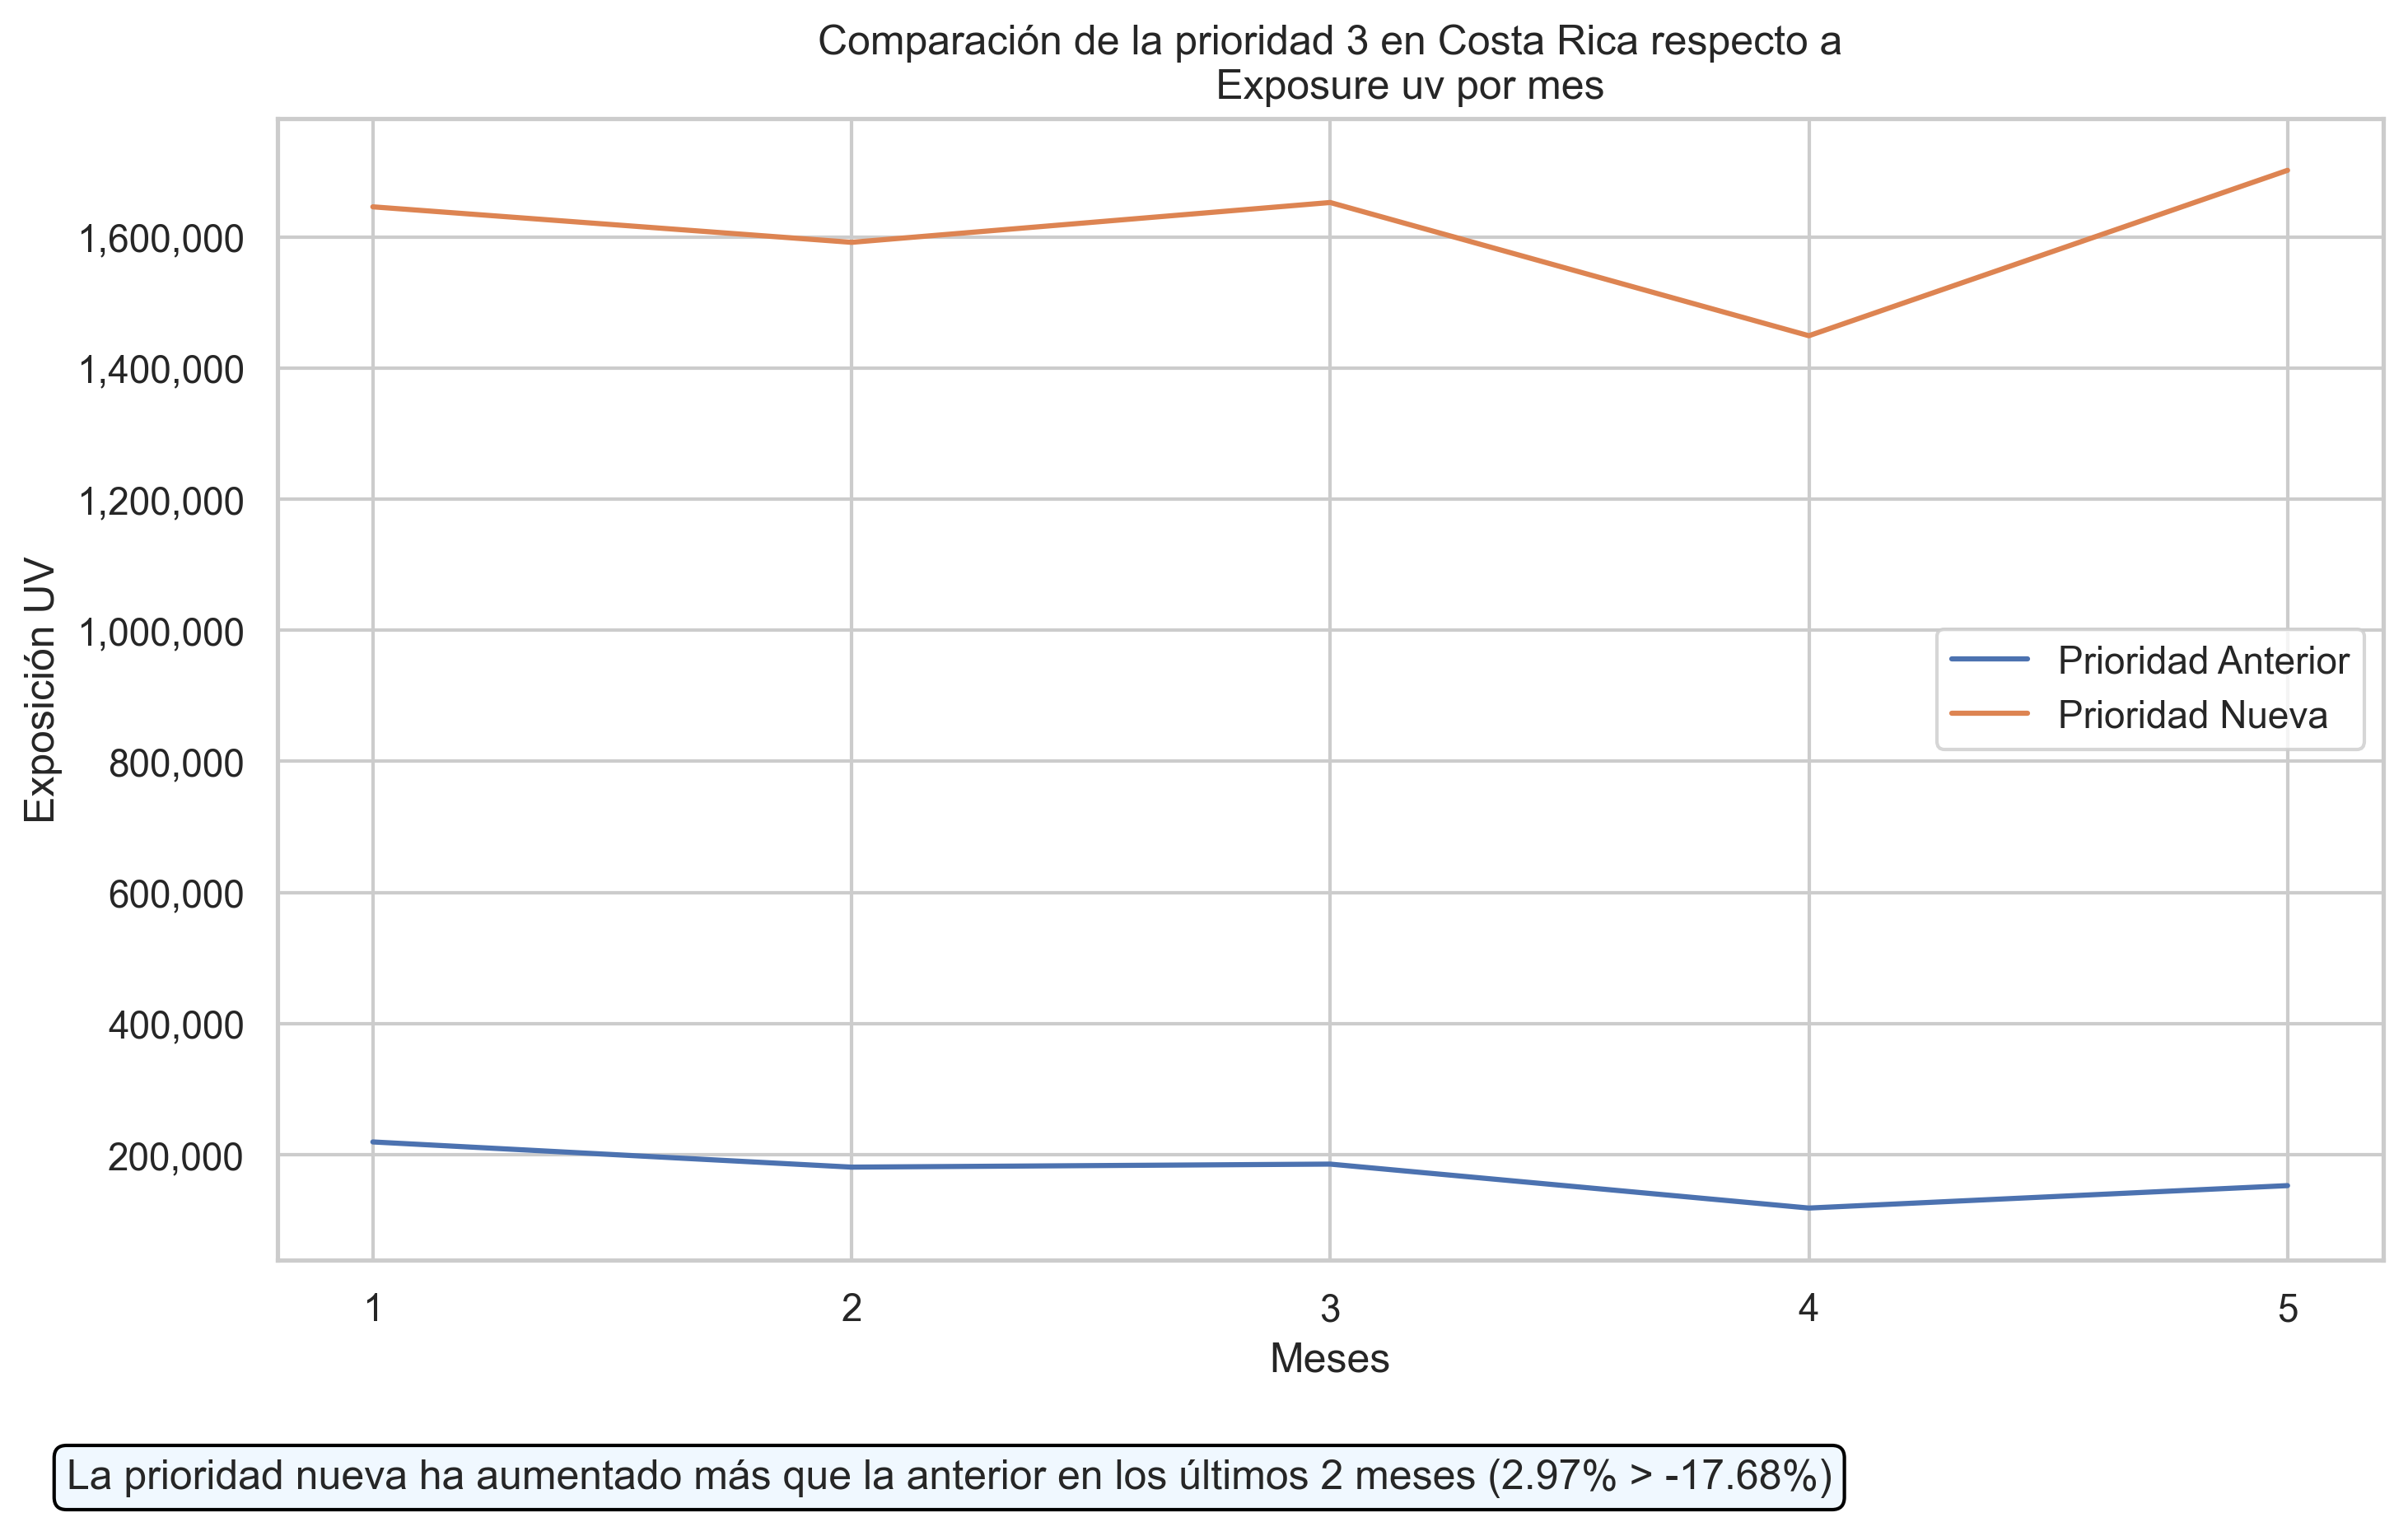 Comparación de la prioridad 3 en Costa Rica respecto a
Exposure uv por mes
Exposición UV
1,600,000
1,400,000
1,200,000
1,000,000
800,000
600,000
400,000
200,000
Prioridad Anterior
Prioridad Nueva
1 2 3 4 5
Meses
La prioridad nueva ha aumentado más que la anterior en los últimos 2 meses (2.97% > -17.68%)